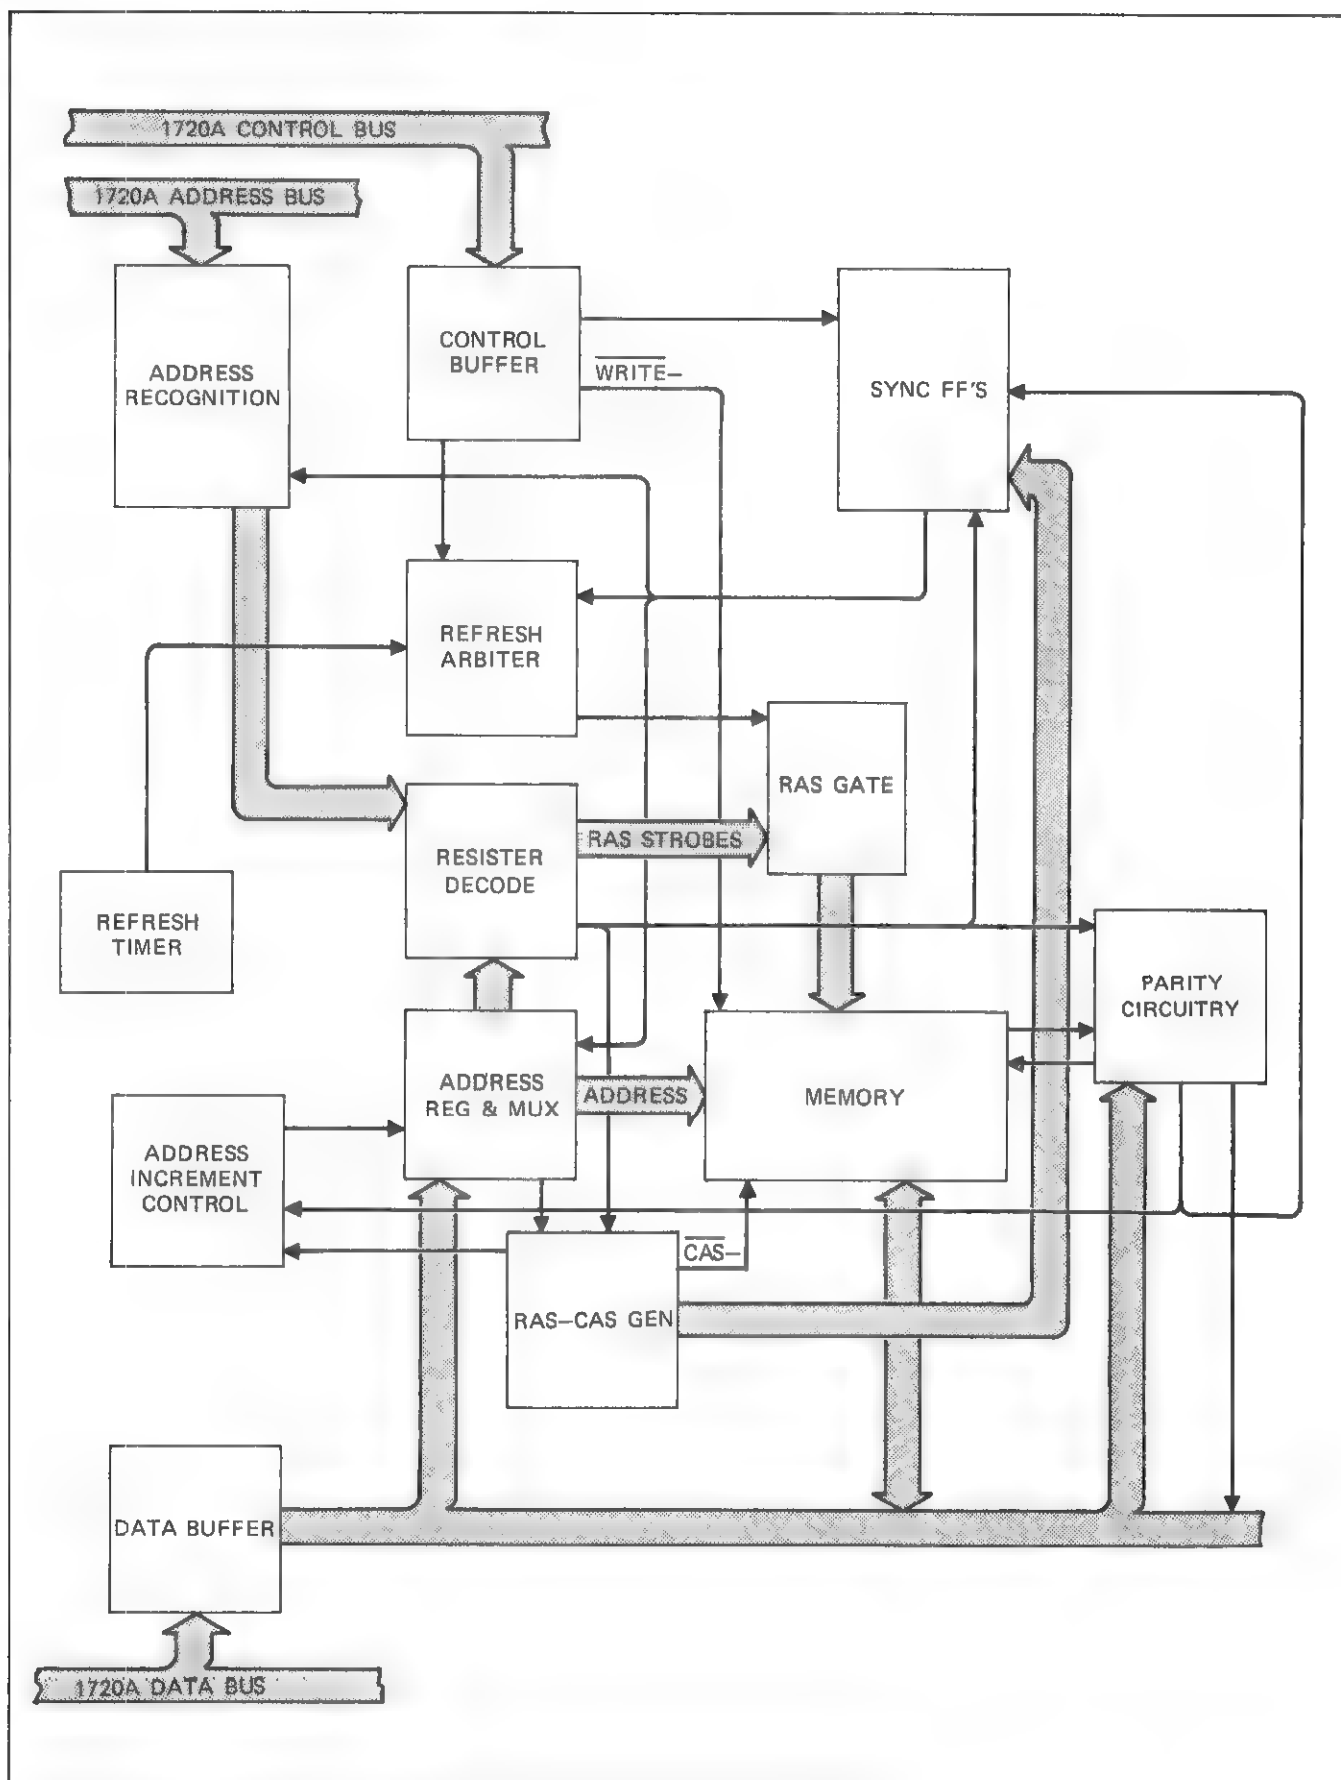 1720A CONTROL BUS
1720A ADDRESS BUS
ADDRESS
RECOGNITION
CONTROL
BUFFER
WRITE–
SYNC FF'S
REFRESH
ARBITER
RAS GATE
RESISTER
DECODE
RAS STROBES
REFRESH
TIMER
PARITY
CIRCUITRY
ADDRESS
REG & MUX
ADDRESS
MEMORY
ADDRESS
INCREMENT
CONTROL
CAS–
RAS–CAS GEN
DATA BUFFER
1720A DATA BUS